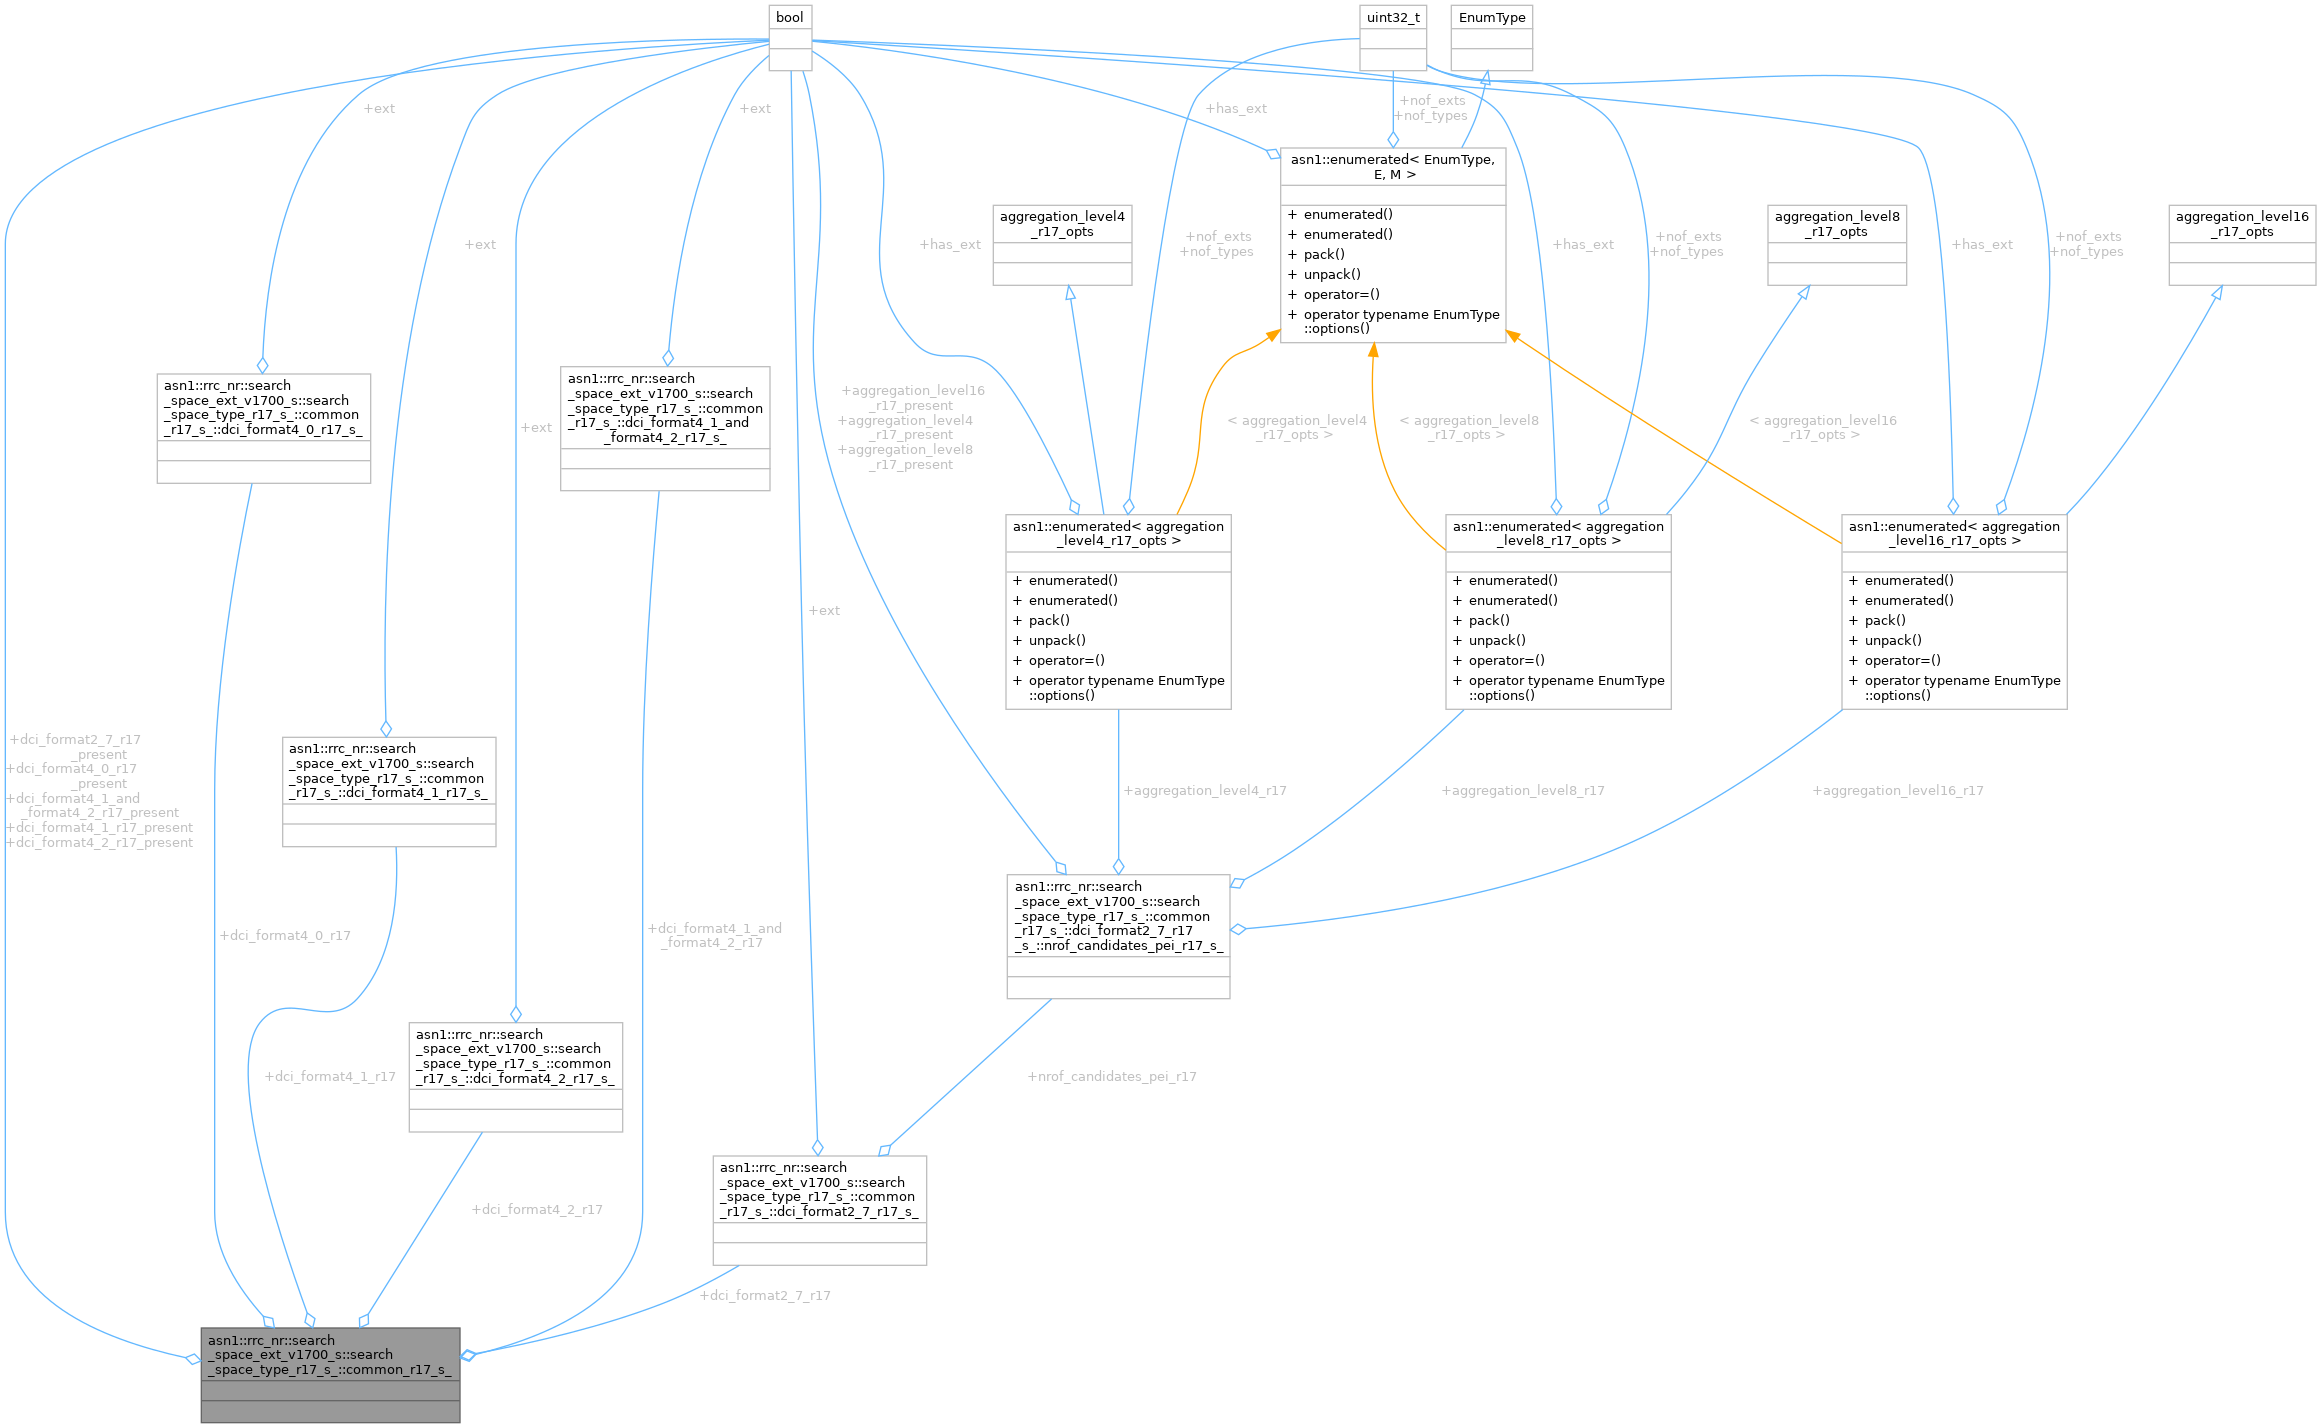 bool
uint32_t
EnumType
+ext
+has_ext
+nof_exts
+nof_types
asn1::enumerated< EnumType,
E, M >
+ enumerated()
+ enumerated()
+ pack()
+ unpack()
+ operator=()
+ operator typename EnumType
::options()
+ext
+ext
+has_ext
aggregation_level4
_r17_opts
+nof_exts
+nof_types
+has_ext
+nof_exts
+nof_types
aggregation_level8
_r17_opts
+has_ext
+nof_exts
+nof_types
aggregation_level16
_r17_opts
asn1::rrc_nr::search
_space_ext_v1700_s::search
_space_type_r17_s_::common
_r17_s_::dci_format4_0_r17_s_
+ext
asn1::rrc_nr::search
_space_ext_v1700_s::search
_space_type_r17_s_::common
_r17_s_::dci_format4_1_and
_format4_2_r17_s_
+aggregation_level16
_r17_present
+aggregation_level4
_r17_present
+aggregation_level8
_r17_present
< aggregation_level4
_r17_opts >
< aggregation_level8
_r17_opts >
< aggregation_level16
_r17_opts >
+ext
asn1::enumerated< aggregation
_level4_r17_opts >
+ enumerated()
+ enumerated()
+ pack()
+ unpack()
+ operator=()
+ operator typename EnumType
::options()
asn1::enumerated< aggregation
_level8_r17_opts >
+ enumerated()
+ enumerated()
+ pack()
+ unpack()
+ operator=()
+ operator typename EnumType
::options()
asn1::enumerated< aggregation
_level16_r17_opts >
+ enumerated()
+ enumerated()
+ pack()
+ unpack()
+ operator=()
+ operator typename EnumType
::options()
+dci_format2_7_r17
_present
+dci_format4_0_r17
_present
+dci_format4_1_and
_format4_2_r17_present
+dci_format4_1_r17_present
+dci_format4_2_r17_present
asn1::rrc_nr::search
_space_ext_v1700_s::search
_space_type_r17_s_::common
_r17_s_::dci_format4_1_r17_s_
+aggregation_level4_r17
+aggregation_level8_r17
+aggregation_level16_r17
+dci_format4_0_r17
+dci_format4_1_and
_format4_2_r17
asn1::rrc_nr::search
_space_ext_v1700_s::search
_space_type_r17_s_::common
_r17_s_::dci_format2_7_r17
_s_::nrof_candidates_pei_r17_s_
+dci_format4_1_r17
asn1::rrc_nr::search
_space_ext_v1700_s::search
_space_type_r17_s_::common
_r17_s_::dci_format4_2_r17_s_
+nrof_candidates_pei_r17
+dci_format4_2_r17
asn1::rrc_nr::search
_space_ext_v1700_s::search
_space_type_r17_s_::common
_r17_s_::dci_format2_7_r17_s_
+dci_format2_7_r17
asn1::rrc_nr::search
_space_ext_v1700_s::search
_space_type_r17_s_::common_r17_s_